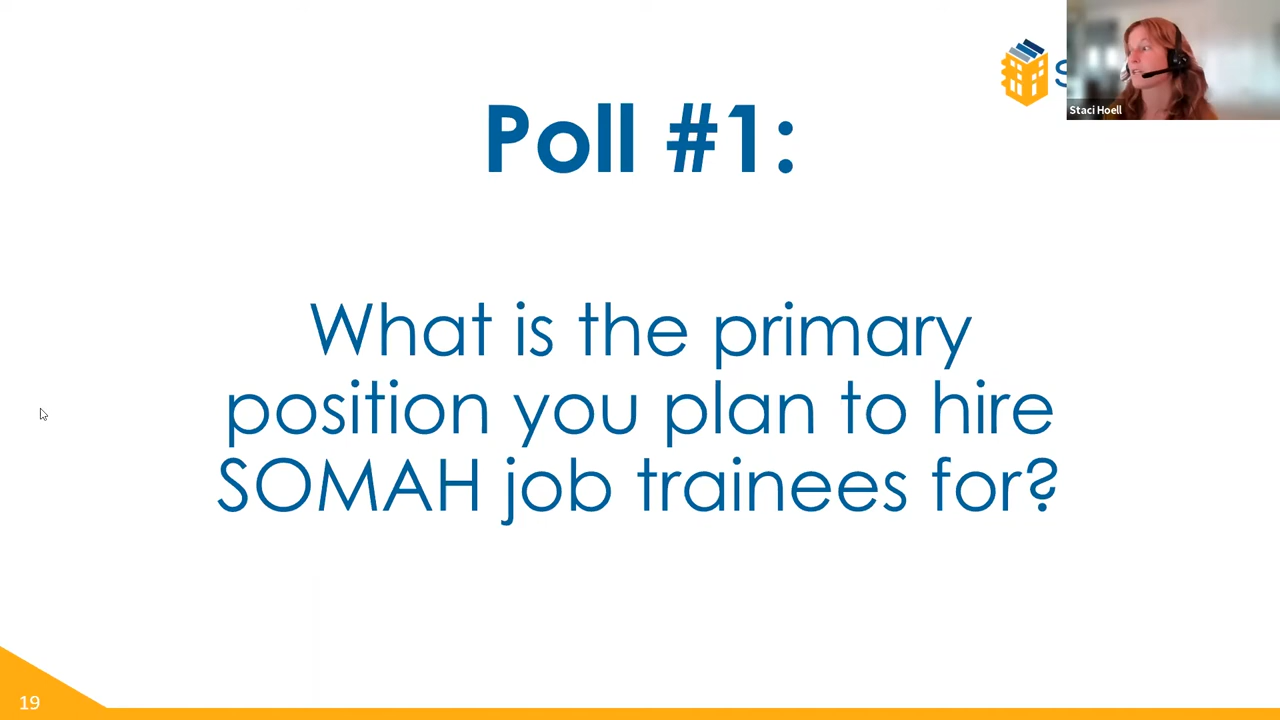 Poll #1:
Staci Hoell
What is the primary
position you plan to hire
SOMAH job trainees for?
19